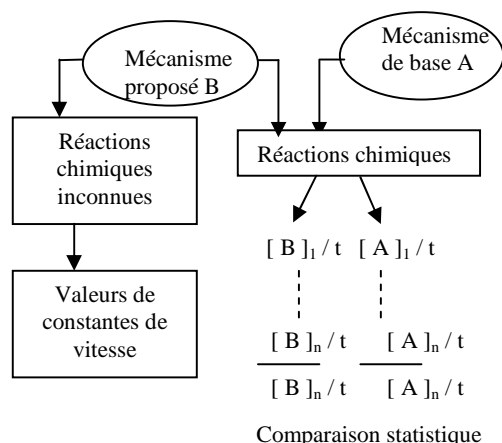 Mécanisme
proposé B
Mécanisme
de base A
Réactions
chimiques
inconnues
Réactions chimiques
Valeurs de
constantes de
vitesse
[ B ]₁ / t [ A ]₁ / t
[ B ]ₙ / t [ A ]ₙ / t
[ B ]ₙ / t [ A ]ₙ / t
Comparaison statistique